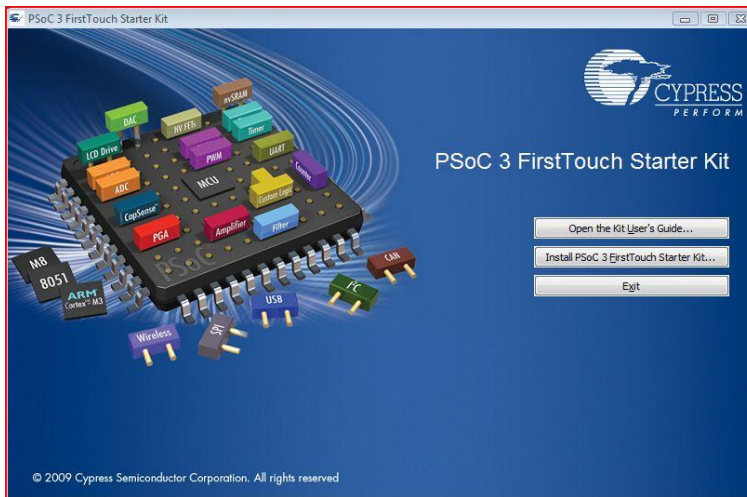 PSoC 3 FirstTouch Starter Kit
CYPRESS
PERFORM
nvSRAM
DAC
HV FETs
Timer
LCD Drive
PWM
UART
ADC
MCU
Counter
CapSense™
Custom Logic
PGA
Amplifier
Filter
PSoC
M8
8051
ARM
Cortex™-M3
CAN
I²C
USB
SPI
Wireless
PSoC 3 FirstTouch Starter Kit
Open the Kit User's Guide...
Install PSoC 3 FirstTouch Starter Kit...
Exit
© 2009 Cypress Semiconductor Corporation. All rights reserved